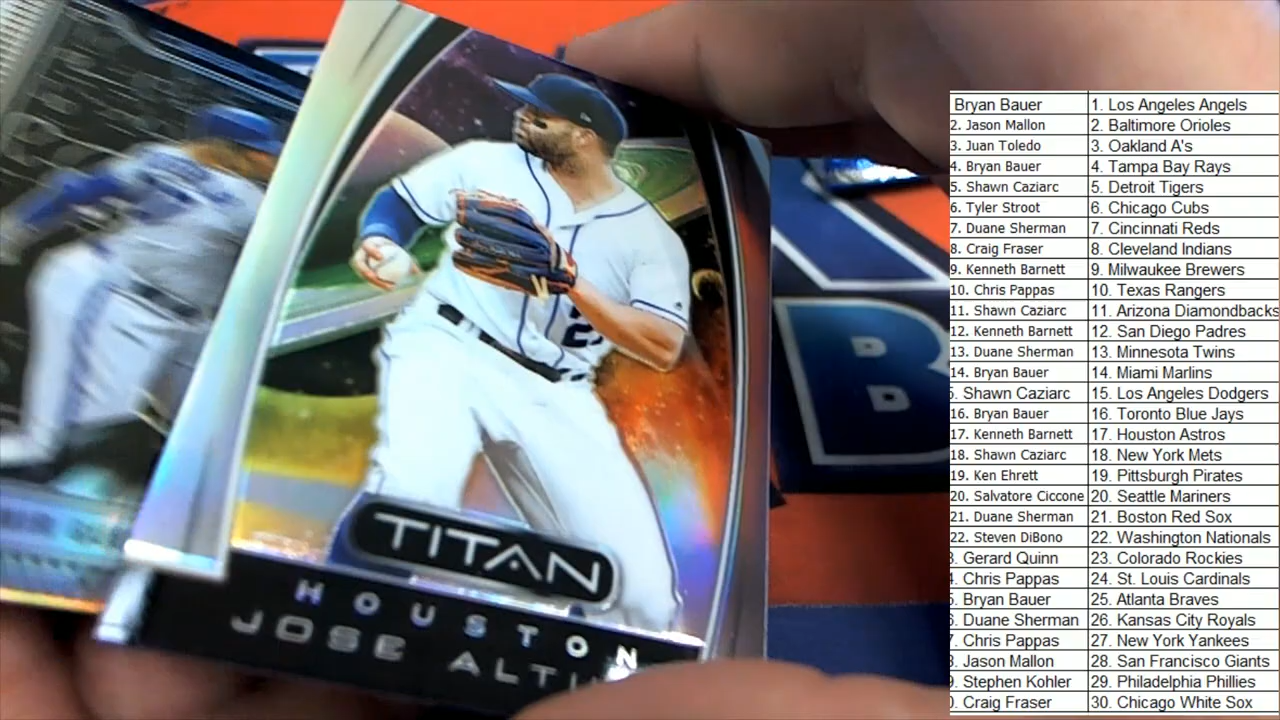 TITAN
HOUSTON
JOSE
Bryan Bauer 1. Los Angeles Angels
2. Jason Mallon 2. Baltimore Orioles
3. Juan Toledo 3. Oakland A's
4. Bryan Bauer 4. Tampa Bay Rays
5. Shawn Caziarc 5. Detroit Tigers
6. Tyler Stroot 6. Chicago Cubs
7. Duane Sherman 7. Cincinnati Reds
8. Craig Fraser 8. Cleveland Indians
9. Kenneth Barnett 9. Milwaukee Brewers
10. Chris Pappas 10. Texas Rangers
11. Shawn Caziarc 11. Arizona Diamondbacks
12. Kenneth Barnett 12. San Diego Padres
13. Duane Sherman 13. Minnesota Twins
14. Bryan Bauer 14. Miami Marlins
5. Shawn Caziarc 15. Los Angeles Dodgers
16. Bryan Bauer 16. Toronto Blue Jays
17. Kenneth Barnett 17. Houston Astros
18. Shawn Caziarc 18. New York Mets
19. Ken Ehrett 19. Pittsburgh Pirates
20. Salvatore Ciccone 20. Seattle Mariners
21. Duane Sherman 21. Boston Red Sox
22. Steven DiBono 22. Washington Nationals
3. Gerard Quinn 23. Colorado Rockies
4. Chris Pappas 24. St. Louis Cardinals
5. Bryan Bauer 25. Atlanta Braves
6. Duane Sherman 26. Kansas City Royals
7. Chris Pappas 27. New York Yankees
8. Jason Mallon 28. San Francisco Giants
9. Stephen Kohler 29. Philadelphia Phillies
0. Craig Fraser 30. Chicago White Sox
B